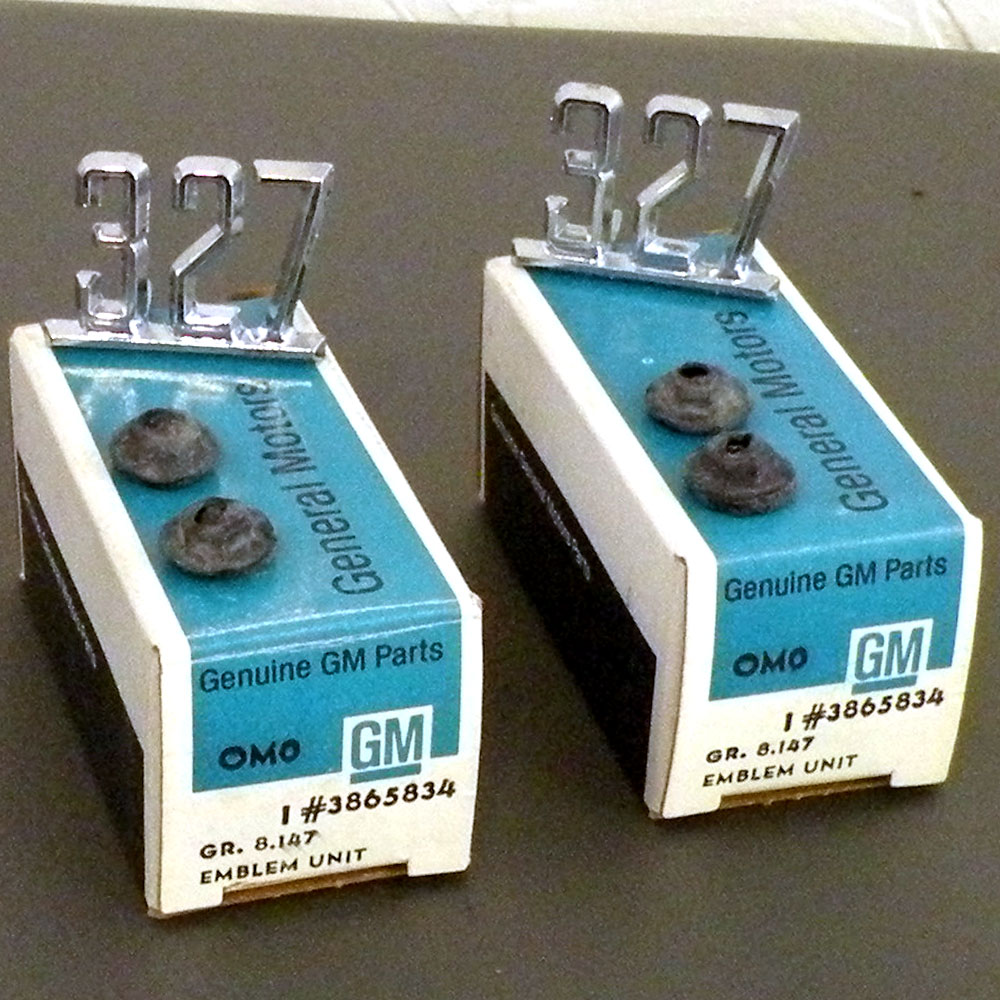 327
General Motors
Genuine GM Parts
OMO
GM
1 #3865834
GR. 8.147
EMBLEM UNIT
327
General Motors
Genuine GM Parts
OMO
GM
1 #3865834
GR. 8.147
EMBLEM UNIT